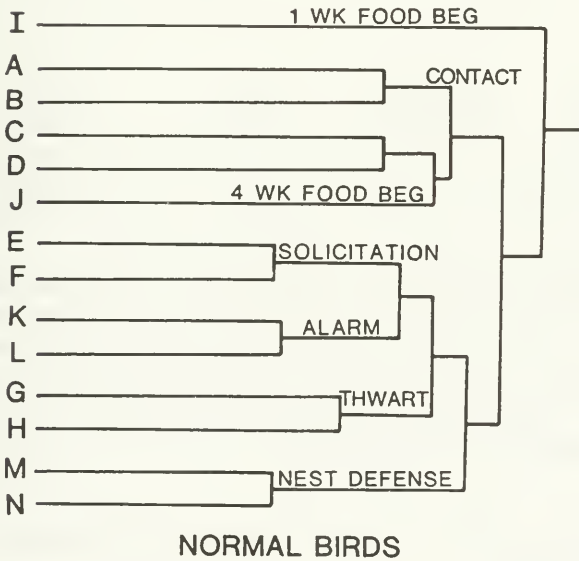 I 1 WK FOOD BEG
A
CONTACT
B
C
D
J 4 WK FOOD BEG
E
SOLICITATION
F
K
ALARM
L
G
THWART
H
M
NEST DEFENSE
N
NORMAL BIRDS